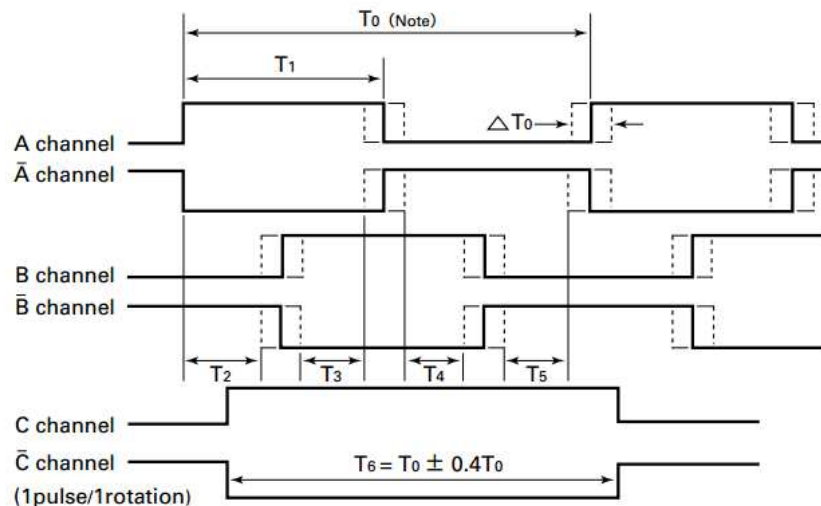 T0 (Note)
T1
△T0
A channel
Ā channel
B channel
B̄ channel
T2
T3
T4
T5
C channel
C̄ channel
T6 = T0 ± 0.4T0
(1pulse/1rotation)